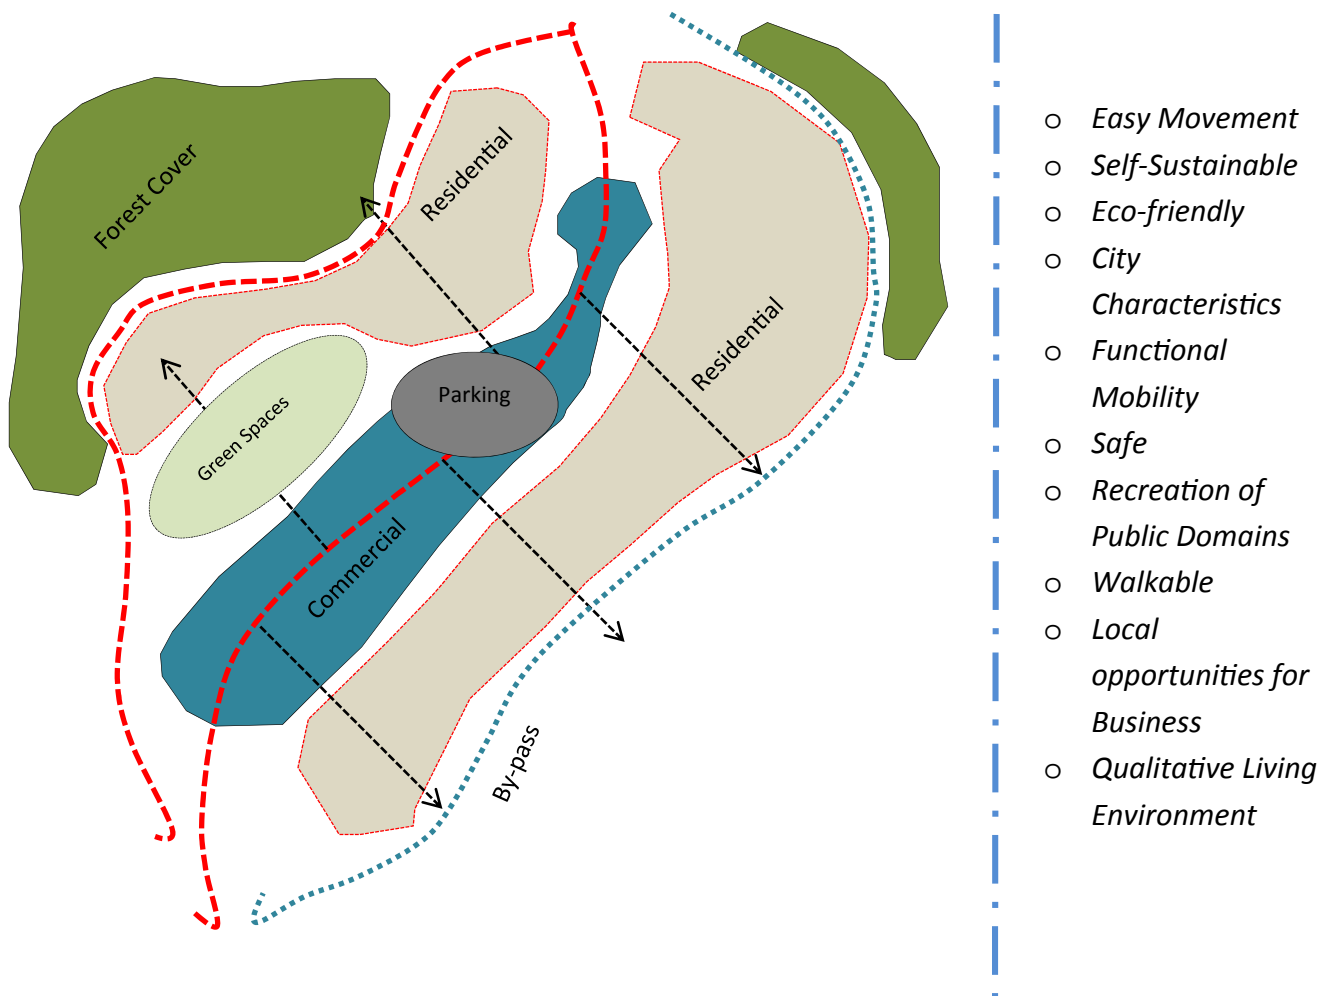 Forest Cover
Residential
Residential
Parking
Green Spaces
Commercial
By-pass
o Easy Movement
o Self-Sustainable
o Eco-friendly
o City
Characteristics
o Functional
Mobility
o Safe
o Recreation of
Public Domains
o Walkable
o Local
opportunities for
Business
o Qualitative Living
Environment